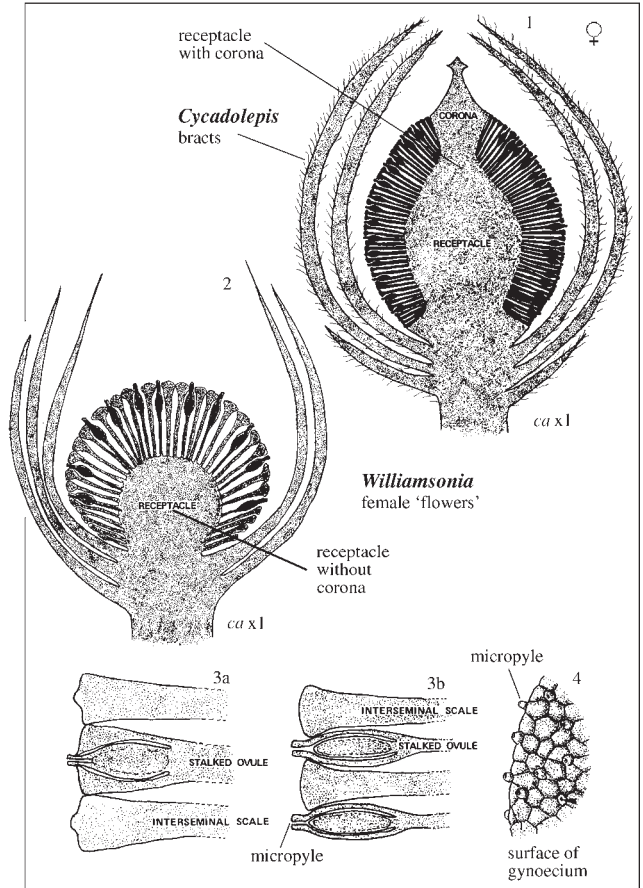 receptacle
with corona
1
♀
Cycadolepis
bracts
CORONA
RECEPTACLE
2
ca x1
Williamsonia
female ‘flowers’
RECEPTACLE
receptacle
without
corona
ca x1
3a
3b
micropyle
4
INTERSEMINAL SCALE
STALKED OVULE
STALKED OVULE
INTERSEMINAL SCALE
micropyle
surface of
gynoecium